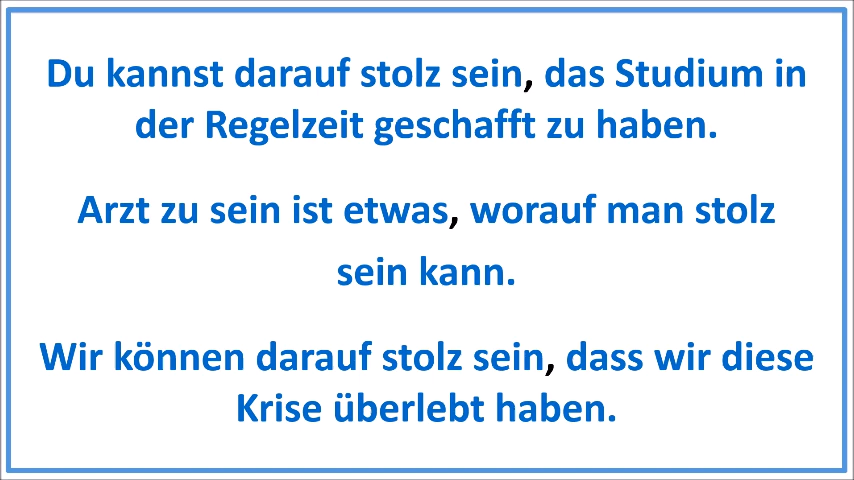 Du kannst darauf stolz sein, das Studium in
der Regelzeit geschafft zu haben.
Arzt zu sein ist etwas, worauf man stolz
sein kann.
Wir können darauf stolz sein, dass wir diese
Krise überlebt haben.